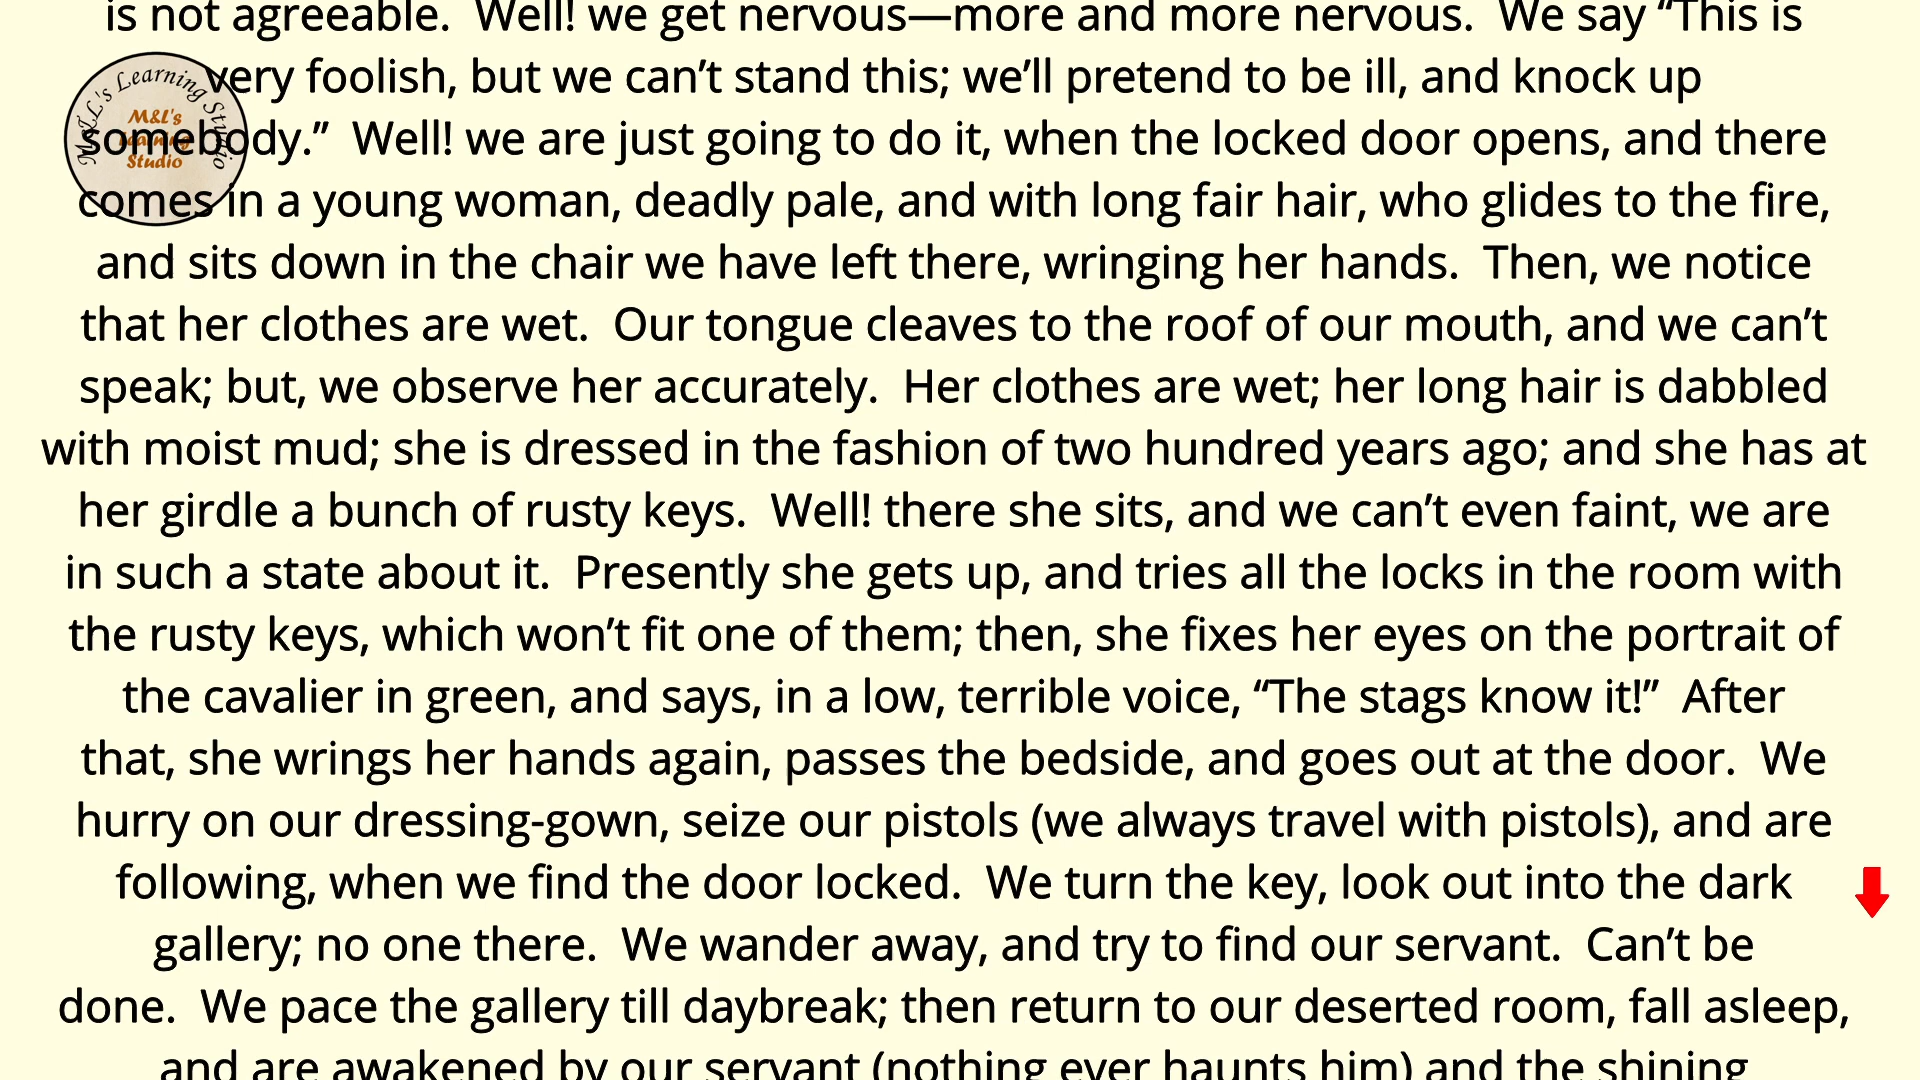 is not agreeable.  Well! we get nervous—more and more nervous.  We say “This is
very foolish, but we can’t stand this; we’ll pretend to be ill, and knock up
somebody.”  Well! we are just going to do it, when the locked door opens, and there
comes in a young woman, deadly pale, and with long fair hair, who glides to the fire,
and sits down in the chair we have left there, wringing her hands.  Then, we notice
that her clothes are wet.  Our tongue cleaves to the roof of our mouth, and we can’t
speak; but, we observe her accurately.  Her clothes are wet; her long hair is dabbled
with moist mud; she is dressed in the fashion of two hundred years ago; and she has at
her girdle a bunch of rusty keys.  Well! there she sits, and we can’t even faint, we are
in such a state about it.  Presently she gets up, and tries all the locks in the room with
the rusty keys, which won’t fit one of them; then, she fixes her eyes on the portrait of
the cavalier in green, and says, in a low, terrible voice, “The stags know it!”  After
that, she wrings her hands again, passes the bedside, and goes out at the door.  We
hurry on our dressing-gown, seize our pistols (we always travel with pistols), and are
following, when we find the door locked.  We turn the key, look out into the dark
gallery; no one there.  We wander away, and try to find our servant.  Can’t be
done.  We pace the gallery till daybreak; then return to our deserted room, fall asleep,
and are awakened by our servant (nothing ever haunts him) and the shining
M&L's Learning Studio
M&L's
Learning
Studio